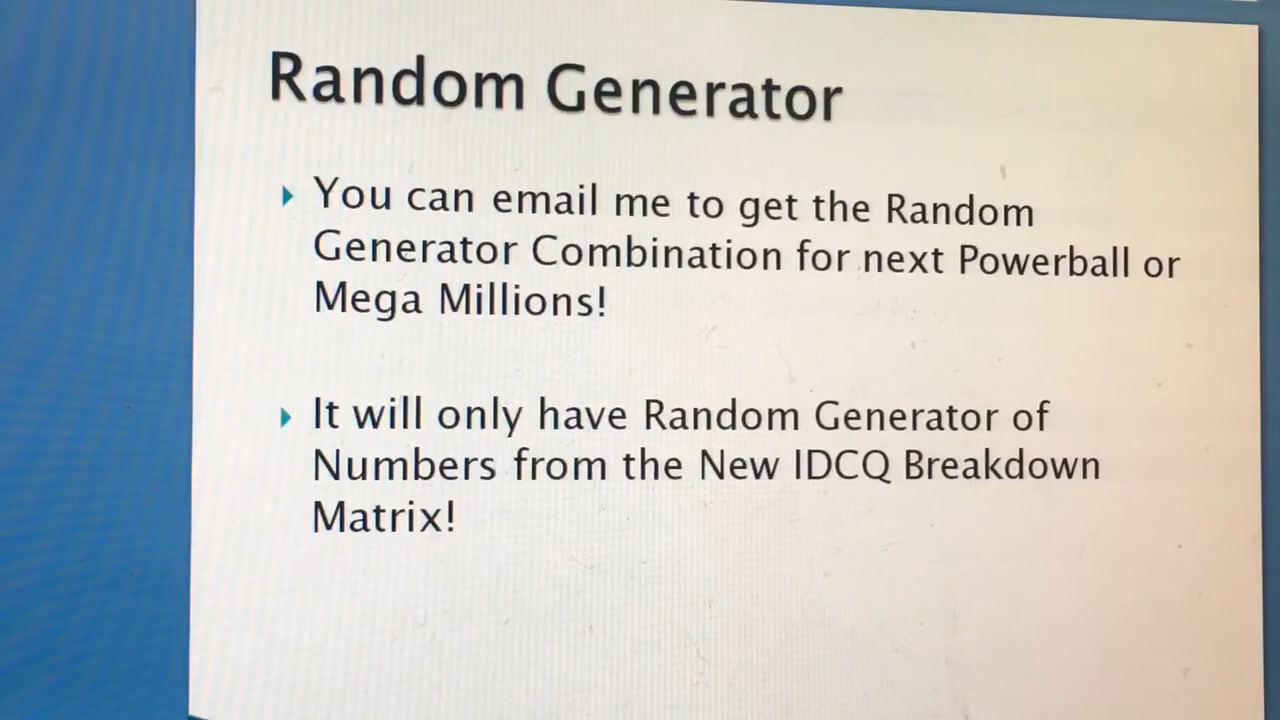 Random Generator
You can email me to get the Random
Generator Combination for next Powerball or
Mega Millions!
It will only have Random Generator of
Numbers from the New IDCQ Breakdown
Matrix!